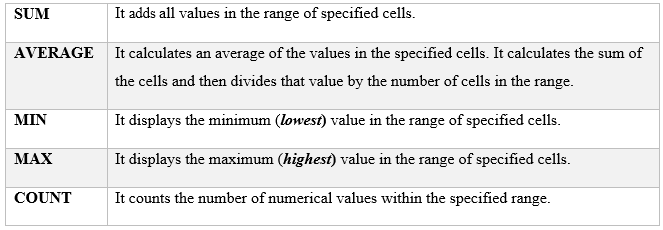 SUM It adds all values in the range of specified cells.
AVERAGE It calculates an average of the values in the specified cells. It calculates the sum of
the cells and then divides that value by the number of cells in the range.
MIN It displays the minimum (lowest) value in the range of specified cells.
MAX It displays the maximum (highest) value in the range of specified cells.
COUNT It counts the number of numerical values within the specified range.